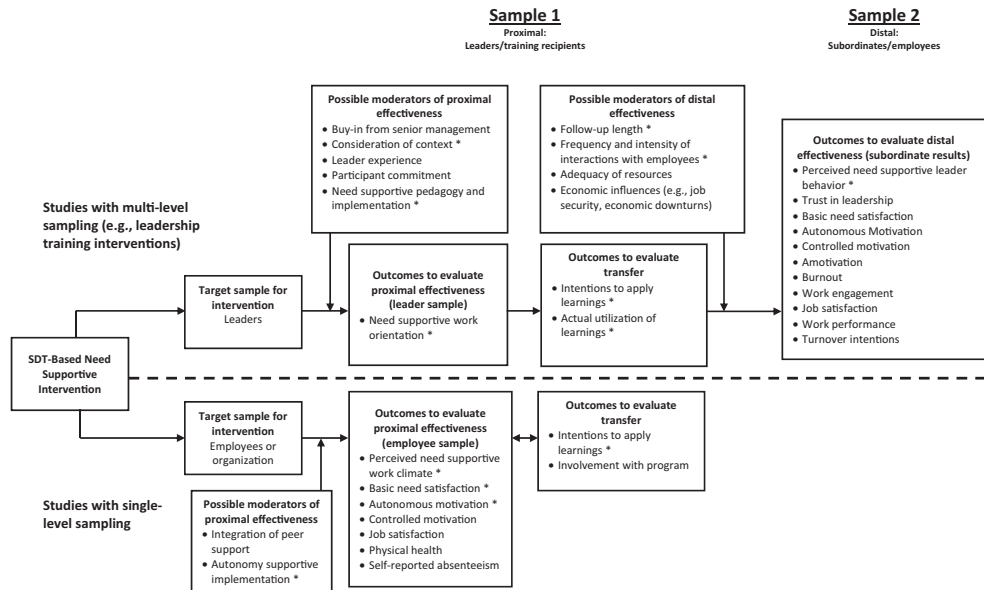 Sample 1
Proximal:
Leaders/training recipients
Sample 2
Distal:
Subordinates/employees
Possible moderators of proximal
effectiveness
• Buy-in from senior management
• Consideration of context *
• Leader experience
• Participant commitment
• Need supportive pedagogy and
implementation *
Possible moderators of distal
effectiveness
• Follow-up length *
• Frequency and intensity of
interactions with employees *
• Adequacy of resources
• Economic influences (e.g., job
security, economic downturns)
Outcomes to evaluate distal
effectiveness (subordinate results)
• Perceived need supportive leader
behavior *
• Trust in leadership
• Basic need satisfaction
• Autonomous Motivation
• Controlled motivation
• Amotivation
• Burnout
• Work engagement
• Job satisfaction
• Work performance
• Turnover intentions
Studies with multi-level
sampling (e.g., leadership
training interventions)
Target sample for
intervention
Leaders
Outcomes to evaluate
proximal effectiveness
(leader sample)
• Need supportive work
orientation *
Outcomes to evaluate
transfer
• Intentions to apply
learnings *
• Actual utilization of
learnings *
SDT-Based Need
Supportive
Intervention
Target sample for
intervention
Employees or
organization
Outcomes to evaluate
proximal effectiveness
(employee sample)
• Perceived need supportive
work climate *
• Basic need satisfaction *
• Autonomous motivation *
• Controlled motivation
• Job satisfaction
• Physical health
• Self-reported absenteeism
Outcomes to evaluate
transfer
• Intentions to apply
learnings *
• Involvement with program
Studies with single-
level sampling
Possible moderators of
proximal effectiveness
• Integration of peer
support
• Autonomy supportive
implementation *